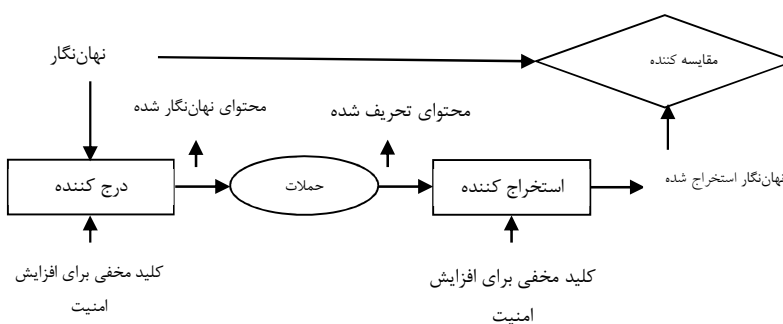 نهان‌نگار
مقایسه کننده
محتوای نهان‌نگار شده
محتوای تحریف شده
درج کننده
حملات
استخراج کننده
نهان‌نگار استخراج شده
کلید مخفی برای افزایش
امنیت
کلید مخفی برای افزایش
امنیت